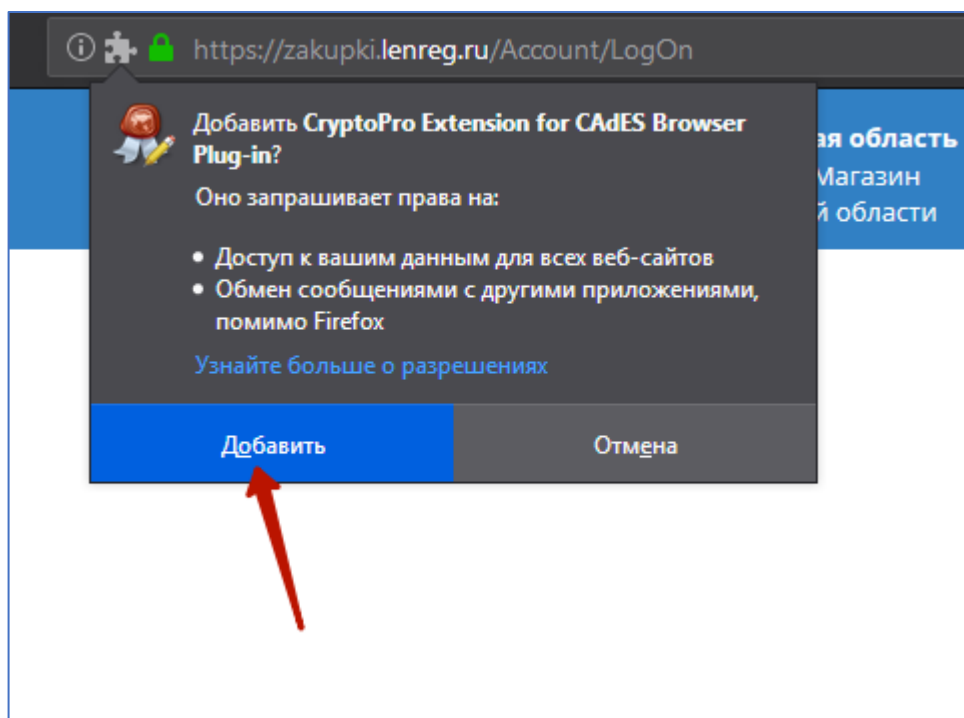 https://zakupki.lenreg.ru/Account/LogOn
Добавить CryptoPro Extension for CAdES Browser
Plug-in?
Оно запрашивает права на:
• Доступ к вашим данным для всех веб-сайтов
• Обмен сообщениями с другими приложениями,
помимо Firefox
Узнайте больше о разрешениях
Добавить
Отмена
ая область
Магазин
й области